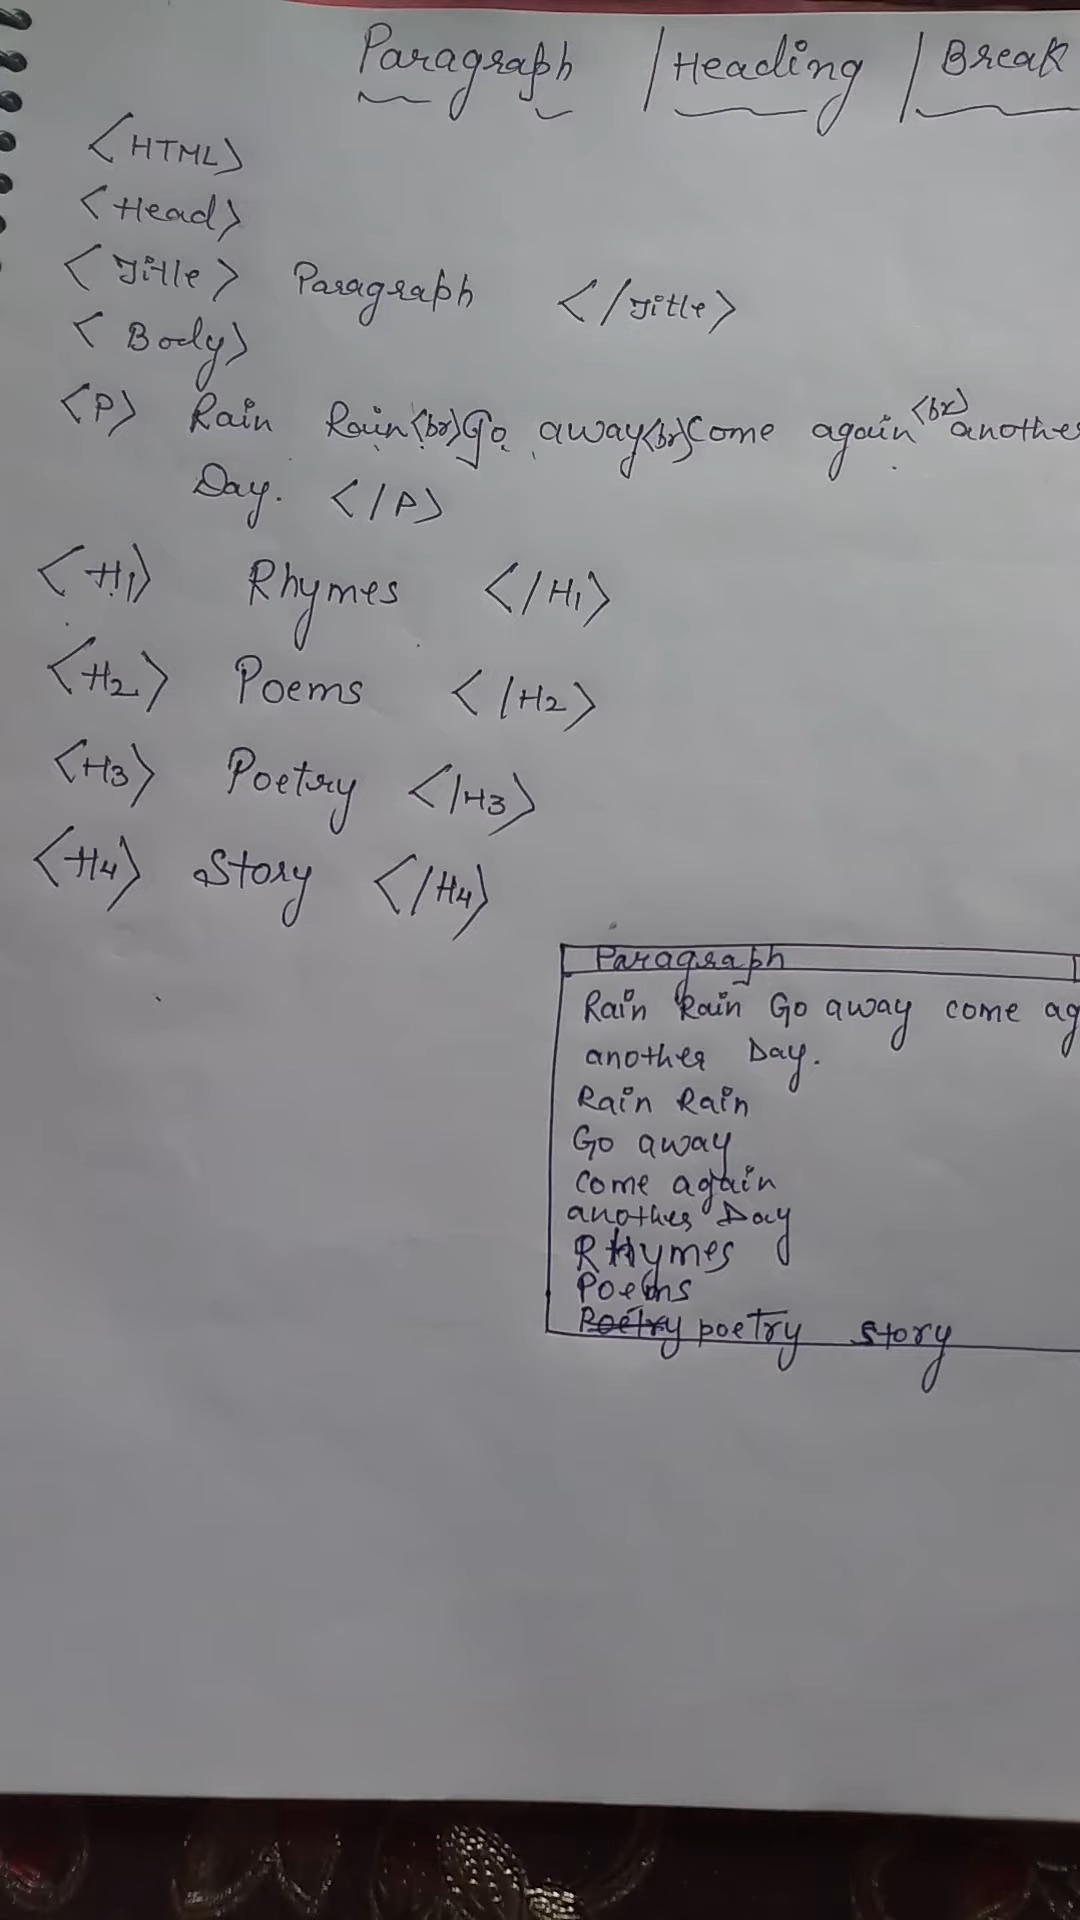 Paragraph / Heading / Break
<HTML>
<Head>
<Title> Paragraph </Title>
<Body>
<P> Rain Rain<br>Go away<br>Come again<br>anothe
Day. </P>
<H1> Rhymes </H1>
<H2> Poems </H2>
<H3> Poetry </H3>
<H4> Story </H4>
Paragraph
Rain Rain Go away come ag
another Day.
Rain Rain
Go away
come again
another Day
RHymes
Poems
Poetry poetry story